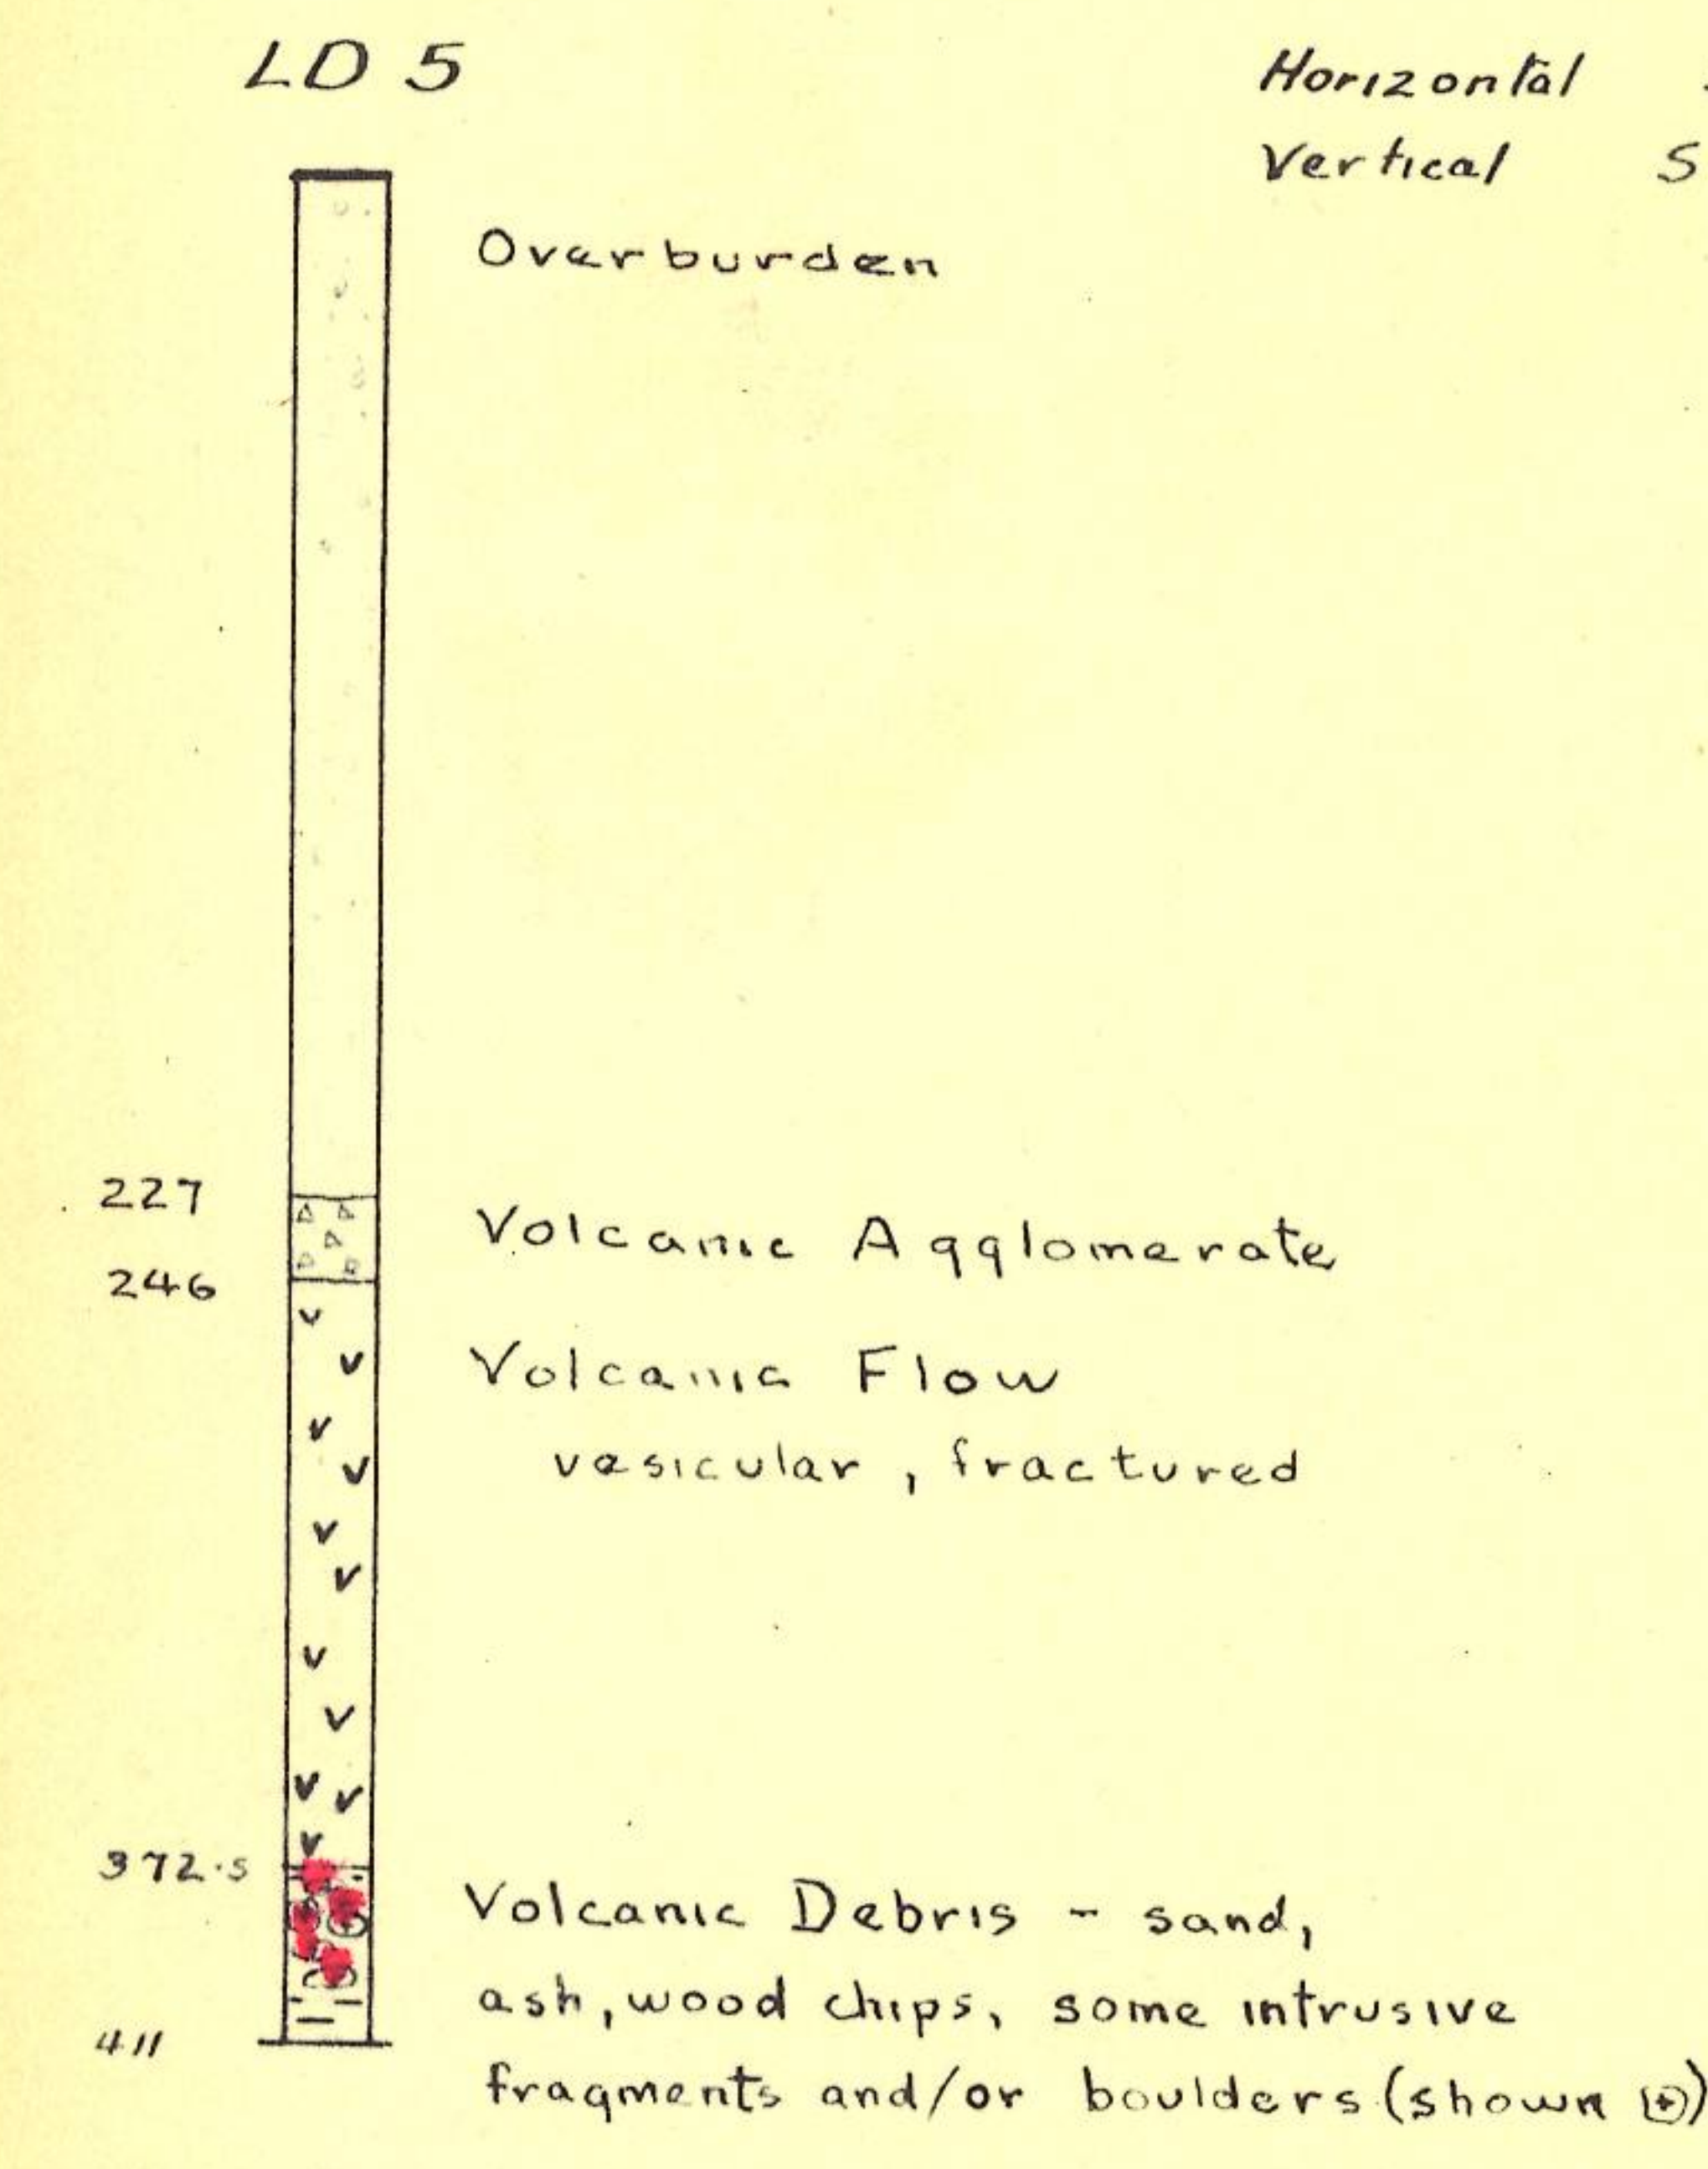 LD 5
Horizontal
Vertical S
Overburden
227
Volcanic Agglomerate
246
Volcanic Flow
vesicular, fractured
372.5
Volcanic Debris - sand,
ash, wood chips, some intrusive
411
fragments and/or boulders (shown ⊕)